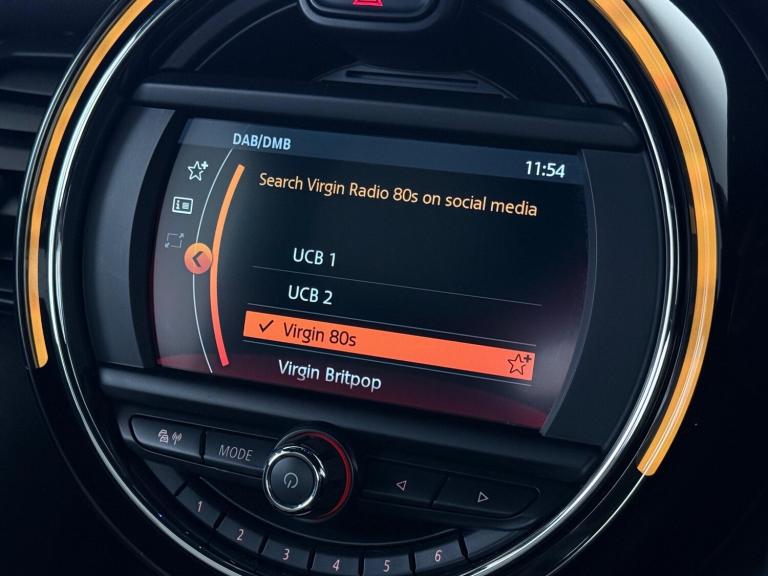 DAB/DMB
11:54
Search Virgin Radio 80s on social media
UCB 1
UCB 2
Virgin 80s
Virgin Britpop
MODE
1
2
3
4
5
6